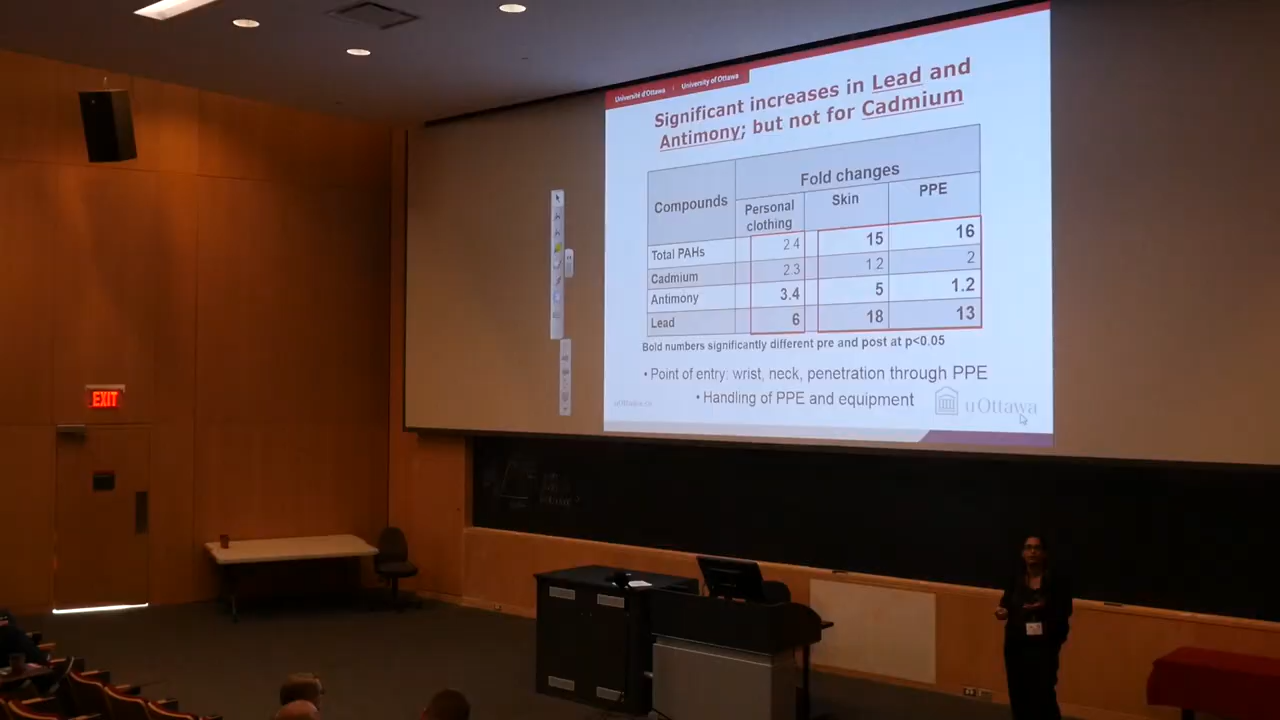 Université d'Ottawa | University of Ottawa
Significant increases in Lead and
Antimony; but not for Cadmium
Compounds
Fold changes
Personal clothing
Skin
PPE
Total PAHs 2.4 15 16
Cadmium 2.3 1.2 2
Antimony 3.4 5 1.2
Lead 6 18 13
Bold numbers significantly different pre and post at p<0.05
• Point of entry: wrist, neck, penetration through PPE
• Handling of PPE and equipment
uOttawa
EXIT